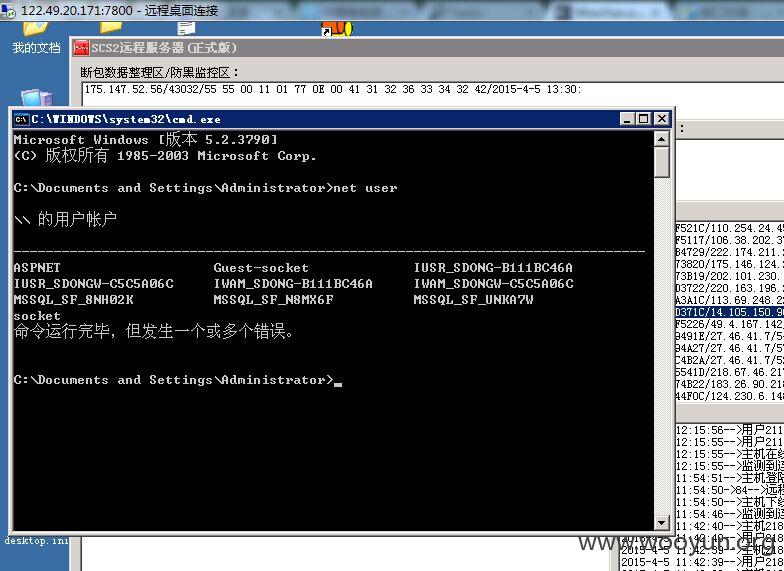 122.49.20.171:7800 - 远程桌面连接
我的文档
SCS2远程服务器(正式版)
断包数据整理区/防黑监控区：
175.147.52.56/43032/55 55 00 11 01 77 0E 00 41 31 32 36 33 34 32 42/2015-4-5 13:30:
C:\WINDOWS\system32\cmd.exe
Microsoft Windows [版本 5.2.3790]
(C) 版权所有 1985-2003 Microsoft Corp.
C:\Documents and Settings\Administrator>net user
\\ 的用户帐户
ASPNET Guest-socket IUSR_SDONG-B111BC46A
IUSR_SDONGW-C5C5A06C IWAM_SDONG-B111BC46A IWAM_SDONGW-C5C5A06C
MSSQL_SF_8NH02K MSSQL_SF_N8MX6F MSSQL_SF_UNKA7W
socket
命令运行完毕，但发生一个或多个错误。
C:\Documents and Settings\Administrator>_
F521C/110.254.24.45
F5117/106.38.202.3
B4729/222.174.211.
73820/175.146.124.
73B19/202.101.230.
D3722/220.163.196.
A3A1C/113.69.248.2
D371C/14.105.150.9
F5226/49.4.167.142
9491E/27.46.41.7/5
94A27/27.46.41.7/5
C4B2A/27.46.41.7/5
5541D/218.67.46.21
74B22/183.26.90.21
44F0C/124.230.6.148
12:15:56-->用户211
12:15:55-->用户211
12:15:55-->主机在线
12:15:55-->监测到连
11:54:51-->主机登陆
11:54:50->84-->远程
11:54:50-->主机下线
11:54:46-->监测到连
11:42:40-->主机218
2015-4-5 11:42:40-->用户218
2015-4-5 11:42:39-->用户218
desktop.ini
www.wooyun.org